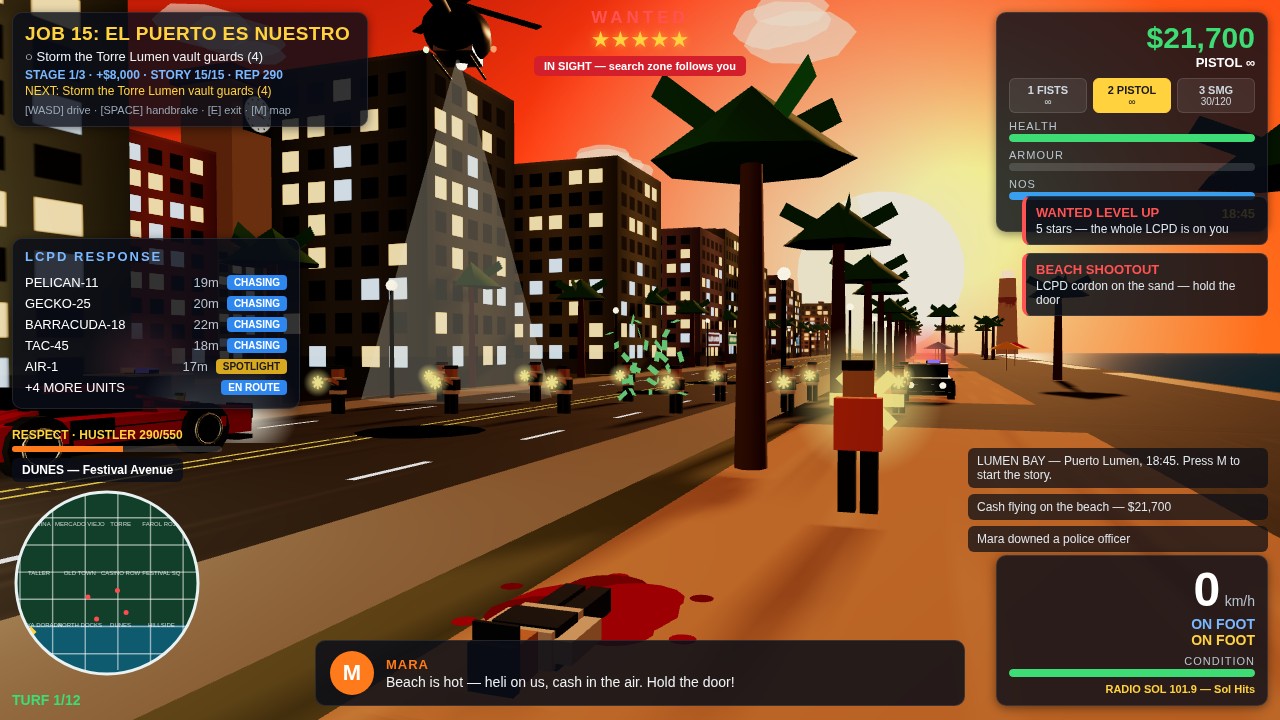 JOB 15: EL PUERTO ES NUESTRO
○ Storm the Torre Lumen vault guards (4)
STAGE 1/3 · +$8,000 · STORY 15/15 · REP 290
NEXT: Storm the Torre Lumen vault guards (4)
[WASD] drive · [SPACE] handbrake · [E] exit · [M] map
WANTED
★★★★★
IN SIGHT — search zone follows you
$21,700
PISTOL ∞
1 FISTS
∞
2 PISTOL
∞
3 SMG
30/120
HEALTH
ARMOUR
NOS
18:45
WANTED LEVEL UP
5 stars — the whole LCPD is on you
BEACH SHOOTOUT
LCPD cordon on the sand — hold the
door
LCPD RESPONSE
PELICAN-11 19m CHASING
GECKO-25 20m CHASING
BARRACUDA-18 22m CHASING
TAC-45 18m CHASING
AIR-1 17m SPOTLIGHT
+4 MORE UNITS EN ROUTE
RESPECT · HUSTLER 290/550
DUNES — Festival Avenue
MERCADO VIEJO TORRE
TALLER OLD TOWN CASINO ROW FESTIVAL SQ
NORTH DOCKS DUNES HILLSIDE
TURF 1/12
LUMEN BAY — Puerto Lumen, 18:45. Press M to
start the story.
Cash flying on the beach — $21,700
Mara downed a police officer
M
MARA
Beach is hot — heli on us, cash in the air. Hold the door!
0 km/h
ON FOOT
ON FOOT
CONDITION
RADIO SOL 101.9 — Sol Hits